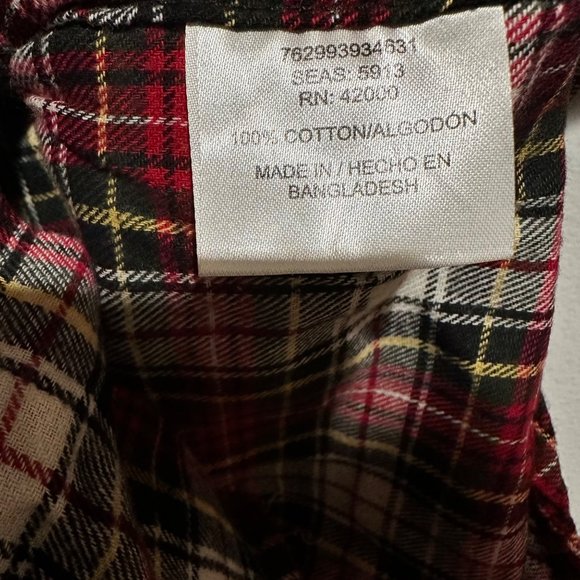 762993934631
SEAS: 5913
RN: 42000
100% COTTON/ALGODON
MADE IN / HECHO EN
BANGLADESH